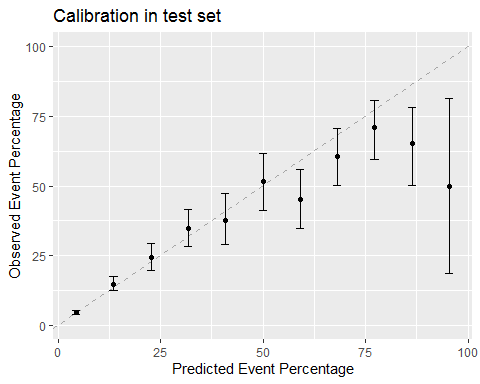 Calibration in test set
Observed Event Percentage
100
75
50
25
0
0 25 50 75 100
Predicted Event Percentage